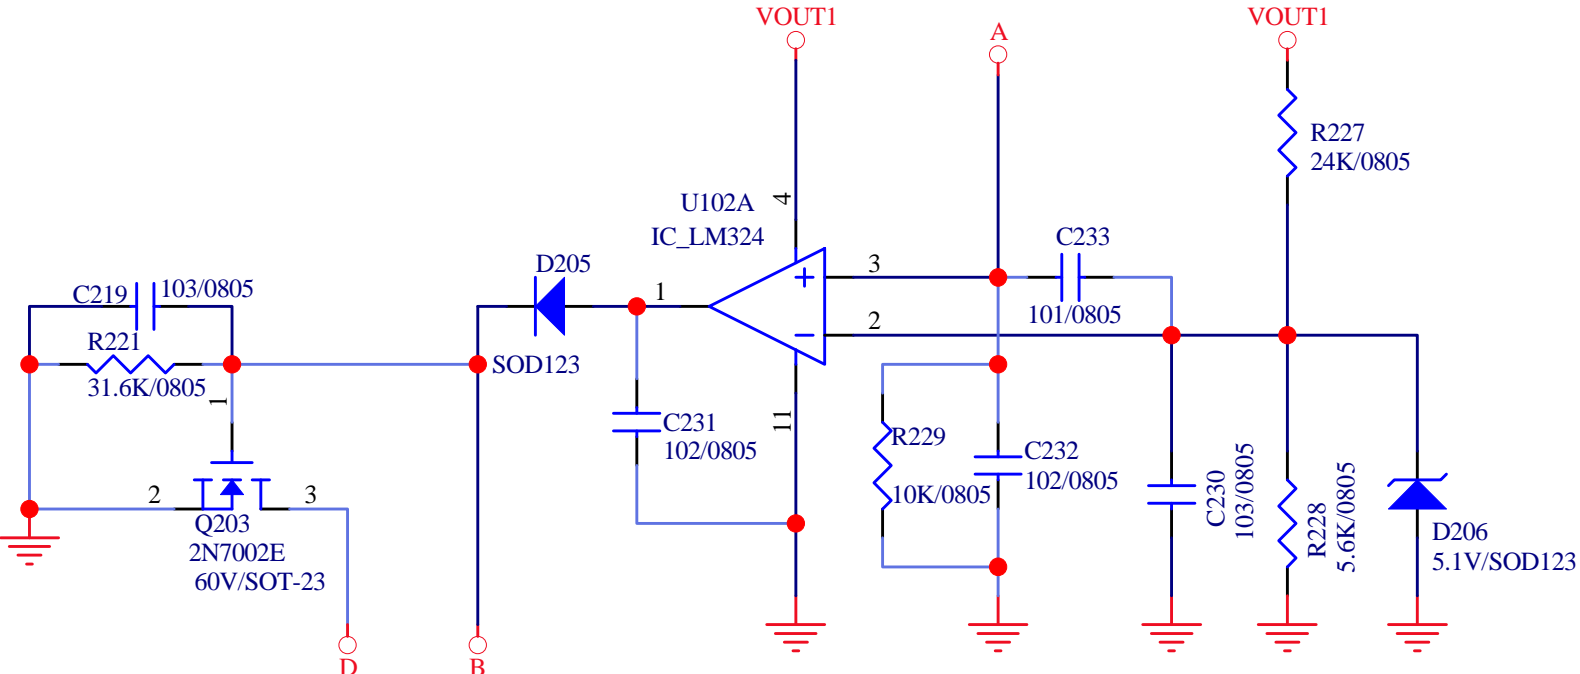 VOUT1
A
VOUT1
R227
24K/0805
U102A
4
IC_LM324
C233
D205
3
C219
103/0805
1
+
101/0805
2
−
R221
31.6K/0805
SOD123
1
C231
102/0805
11
R229
10K/0805
C232
102/0805
C230
103/0805
R228
5.6K/0805
2
3
Q203
2N7002E
60V/SOT-23
D206
5.1V/SOD123
D
B